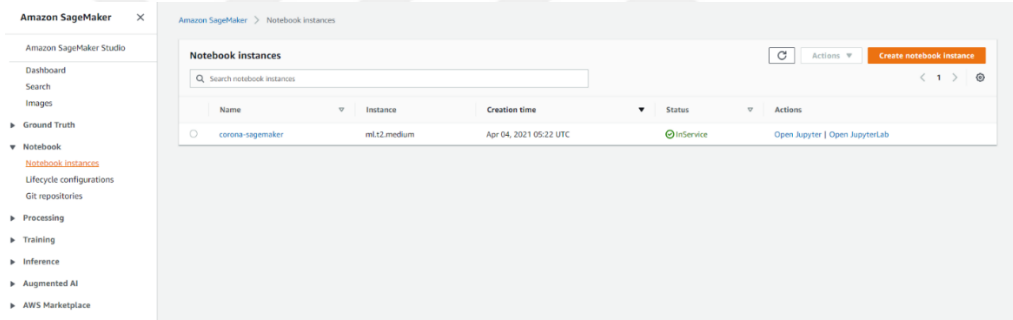 Amazon SageMaker
Amazon SageMaker Studio
Dashboard
Search
Images
Ground Truth
Notebook
Notebook instances
Lifecycle configurations
Git repositories
Processing
Training
Inference
Augmented AI
AWS Marketplace
Amazon SageMaker > Notebook instances
Notebook instances
Actions
Create notebook instance
Search notebook instances
1
Name Instance Creation time Status Actions
corona-sagemaker ml.t2.medium Apr 04, 2021 05:22 UTC InService Open Jupyter | Open JupyterLab